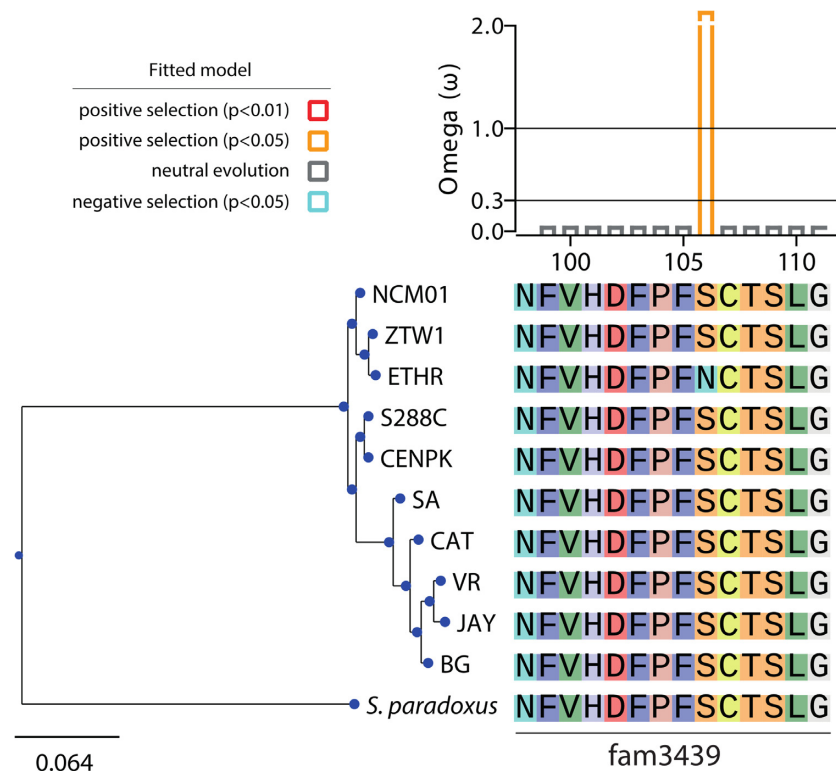 Fitted model
positive selection (p<0.01)
positive selection (p<0.05)
neutral evolution
negative selection (p<0.05)
Omega (ω)
2.0
1.0
0.3
0.0
100 105 110
NCM01 NFVHDFPFSCTSLG
ZTW1 NFVHDFPFSCTSLG
ETHR NFVHDFPFNCTSLG
S288C NFVHDFPFSCTSLG
CENPK NFVHDFPFSCTSLG
SA NFVHDFPFSCTSLG
CAT NFVHDFPFSCTSLG
VR NFVHDFPFSCTSLG
JAY NFVHDFPFSCTSLG
BG NFVHDFPFSCTSLG
S. paradoxus NFVHDFPFSCTSLG
0.064
fam3439